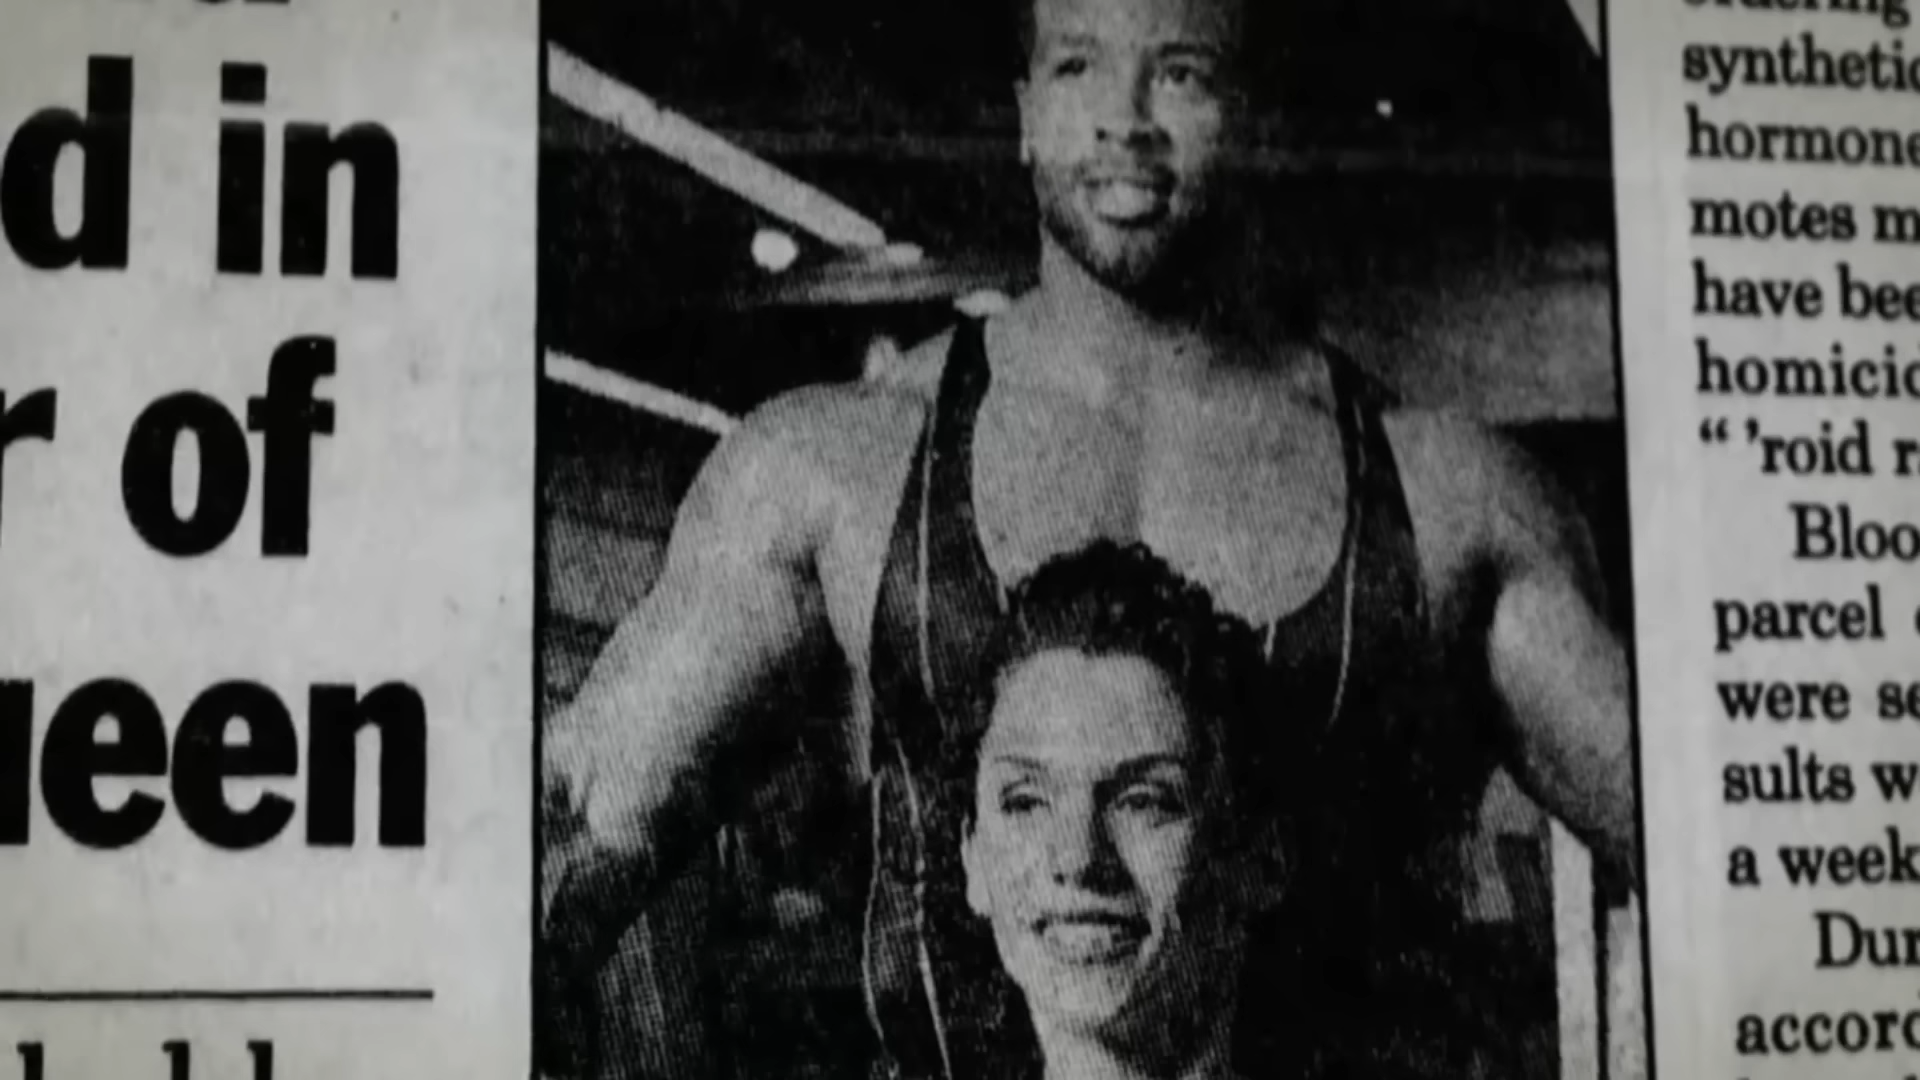 d in
r of
ueen
synthetic
hormone
motes m
have bee
homicid
“ ’roid r
Bloo
parcel
were se
sults w
a week
Dur
accord